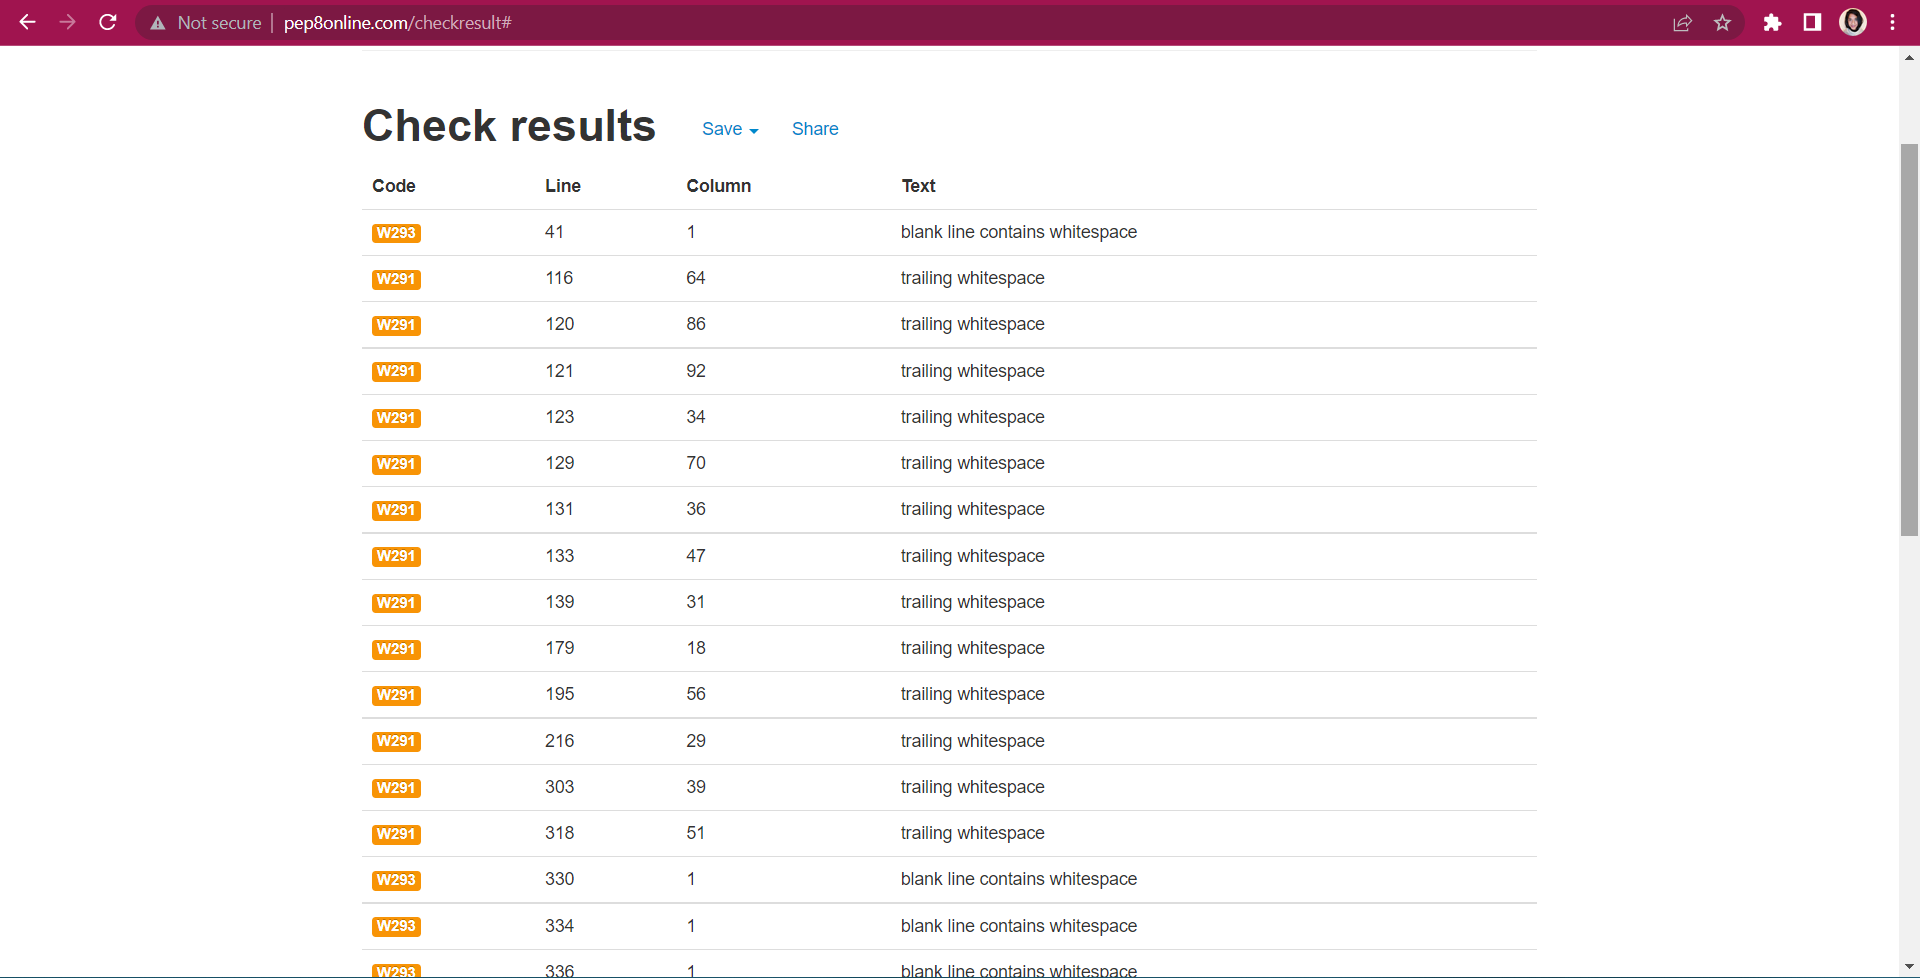 Not secure | pep8online.com/checkresult#
Check results Save Share
Code Line Column Text
W293 41 1 blank line contains whitespace
W291 116 64 trailing whitespace
W291 120 86 trailing whitespace
W291 121 92 trailing whitespace
W291 123 34 trailing whitespace
W291 129 70 trailing whitespace
W291 131 36 trailing whitespace
W291 133 47 trailing whitespace
W291 139 31 trailing whitespace
W291 179 18 trailing whitespace
W291 195 56 trailing whitespace
W291 216 29 trailing whitespace
W291 303 39 trailing whitespace
W291 318 51 trailing whitespace
W293 330 1 blank line contains whitespace
W293 334 1 blank line contains whitespace
W293 336 1 blank line contains whitespace